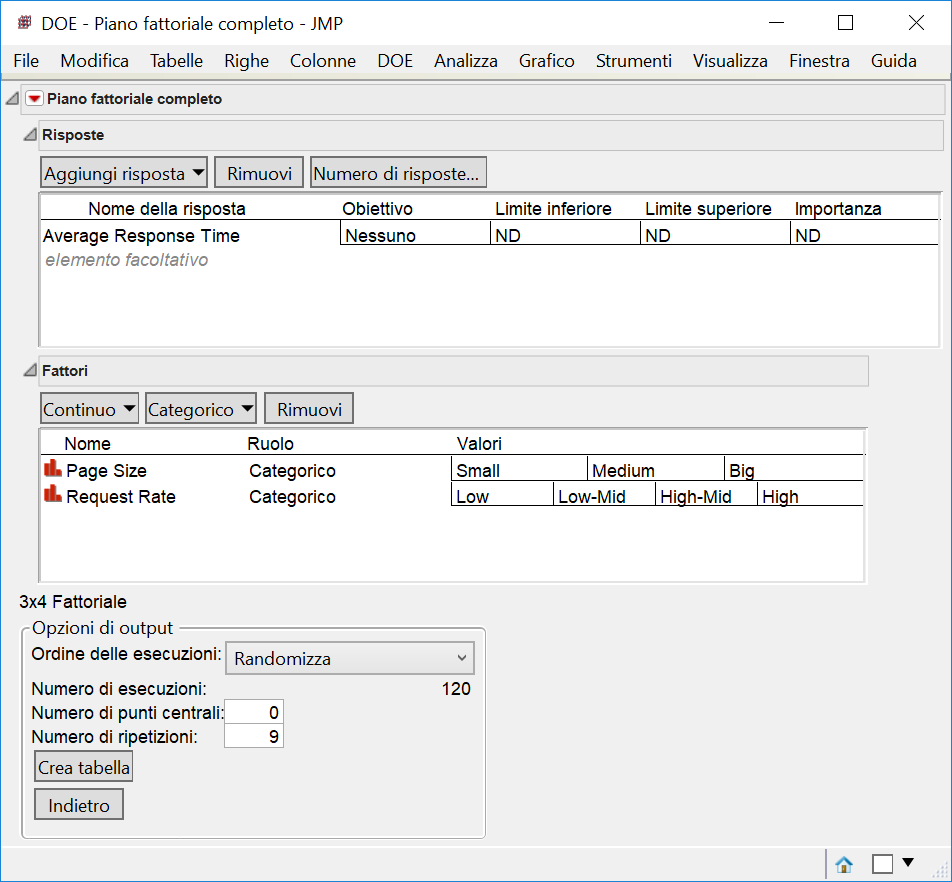 DOE - Piano fattoriale completo - JMP
File Modifica Tabelle Righe Colonne DOE Analizza Grafico Strumenti Visualizza Finestra Guida
Piano fattoriale completo
Risposte
Aggiungi risposta Rimuovi Numero di risposte...
Nome della risposta Obiettivo Limite inferiore Limite superiore Importanza
Average Response Time Nessuno ND ND ND
elemento facoltativo
Fattori
Continuo Categorico Rimuovi
Nome Ruolo Valori
Page Size Categorico Small Medium Big
Request Rate Categorico Low Low-Mid High-Mid High
3x4 Fattoriale
Opzioni di output
Ordine delle esecuzioni: Randomizza
Numero di esecuzioni: 120
Numero di punti centrali: 0
Numero di ripetizioni: 9
Crea tabella
Indietro